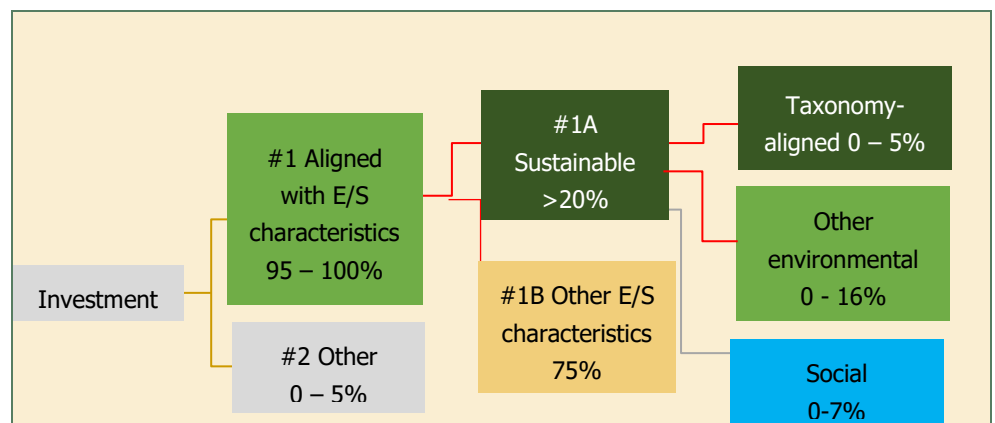 Investment
#1 Aligned
with E/S
characteristics
95 – 100%
#2 Other
0 – 5%
#1A
Sustainable
>20%
#1B Other E/S
characteristics
75%
Taxonomy-
aligned 0 – 5%
Other
environmental
0 - 16%
Social
0-7%